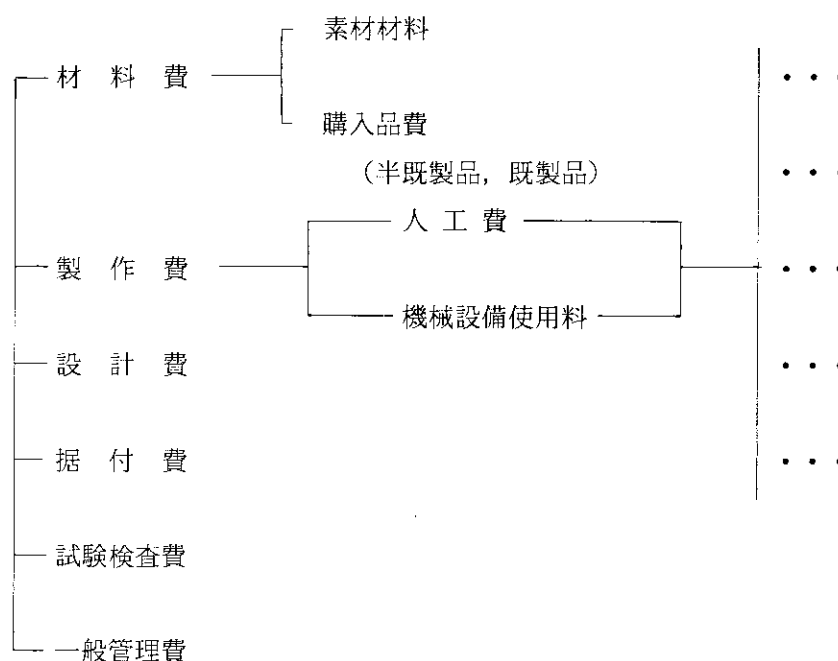 素材材料
材料費
・・・
購入品費
(半既製品,既製品)
・・・
人工費
製作費
・・・
機械設備使用料
設計費
・・・
据付費
・・・
試験検査費
一般管理費